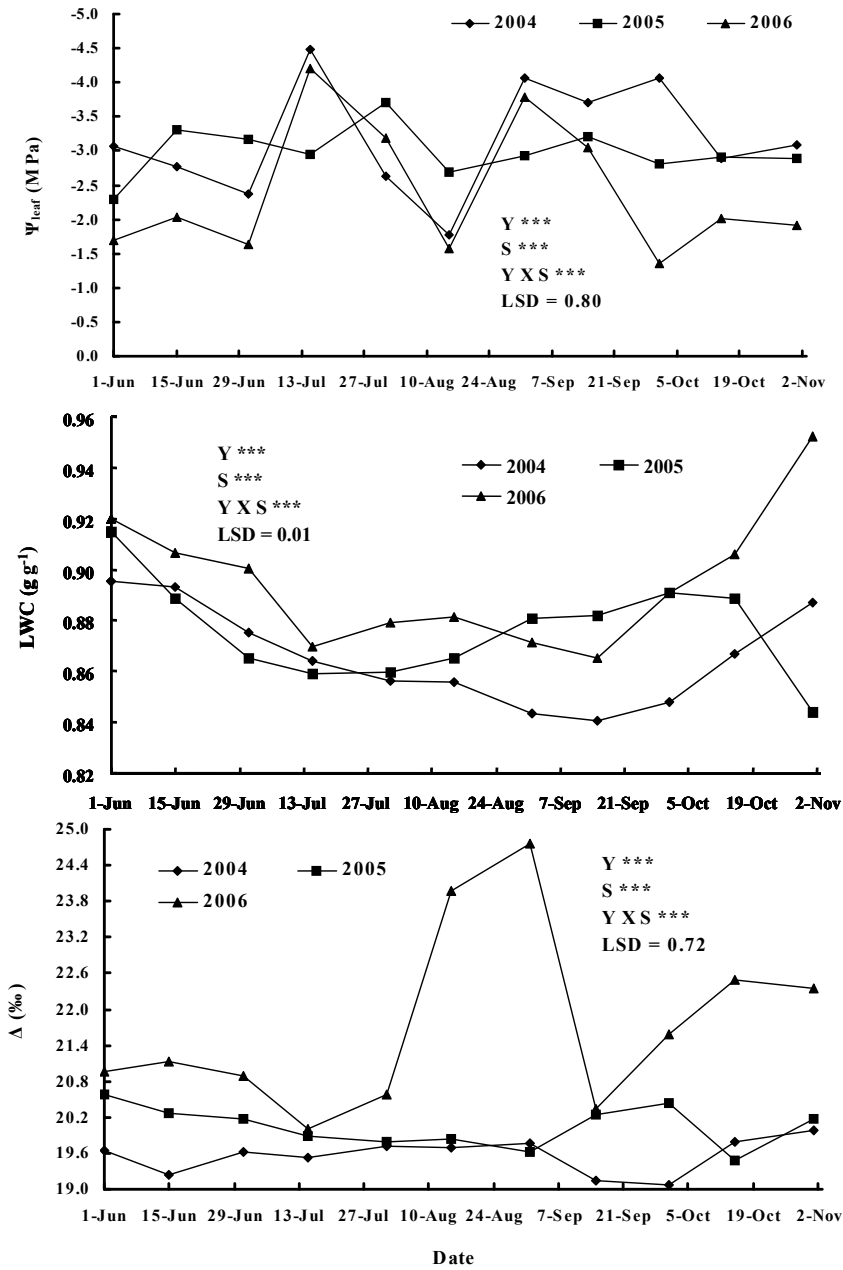 -5.0
2004 2005 2006
-4.5
-4.0
-3.5
-3.0
-2.5
-2.0
-1.5
-1.0
-0.5
0.0
Ψleaf (MPa)
Y ***
S ***
Y X S ***
LSD = 0.80
1-Jun 15-Jun 29-Jun 13-Jul 27-Jul 10-Aug 24-Aug 7-Sep 21-Sep 5-Oct 19-Oct 2-Nov
0.96
0.94
0.92
0.90
0.88
0.86
0.84
0.82
LWC (g g-1)
Y ***
S ***
Y X S ***
LSD = 0.01
2004 2005
2006
1-Jun 15-Jun 29-Jun 13-Jul 27-Jul 10-Aug 24-Aug 7-Sep 21-Sep 5-Oct 19-Oct 2-Nov
25.0
24.4
23.8
23.2
22.6
22.0
21.4
20.8
20.2
19.6
19.0
Δ (‰)
2004 2005
2006
Y ***
S ***
Y X S ***
LSD = 0.72
1-Jun 15-Jun 29-Jun 13-Jul 27-Jul 10-Aug 24-Aug 7-Sep 21-Sep 5-Oct 19-Oct 2-Nov
Date